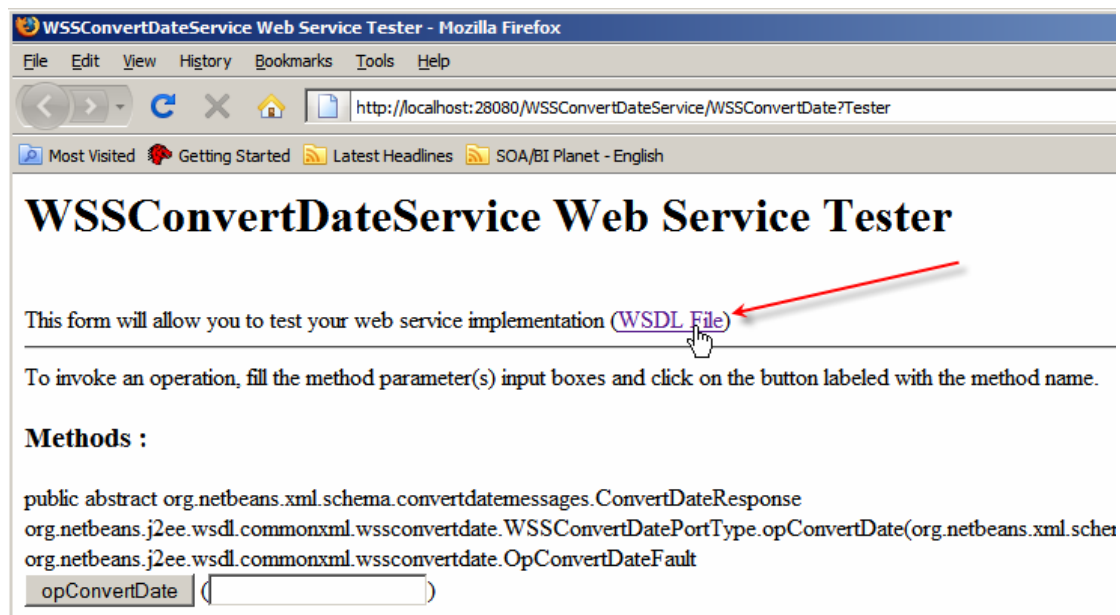 WSSConvertDateService Web Service Tester - Mozilla Firefox
File Edit View History Bookmarks Tools Help
http://localhost:28080/WSSConvertDateService/WSSConvertDate?Tester
Most Visited Getting Started Latest Headlines SOA/BI Planet - English
WSSConvertDateService Web Service Tester
This form will allow you to test your web service implementation (WSDL File)
To invoke an operation, fill the method parameter(s) input boxes and click on the button labeled with the method name.
Methods :
public abstract org.netbeans.xml.schema.convertdatemessages.ConvertDateResponse
org.netbeans.j2ee.wsdl.commonxml.wssconvertdate.WSSConvertDatePortType.opConvertDate(org.netbeans.xml.schem
org.netbeans.j2ee.wsdl.commonxml.wssconvertdate.OpConvertDateFault
opConvertDate ( )